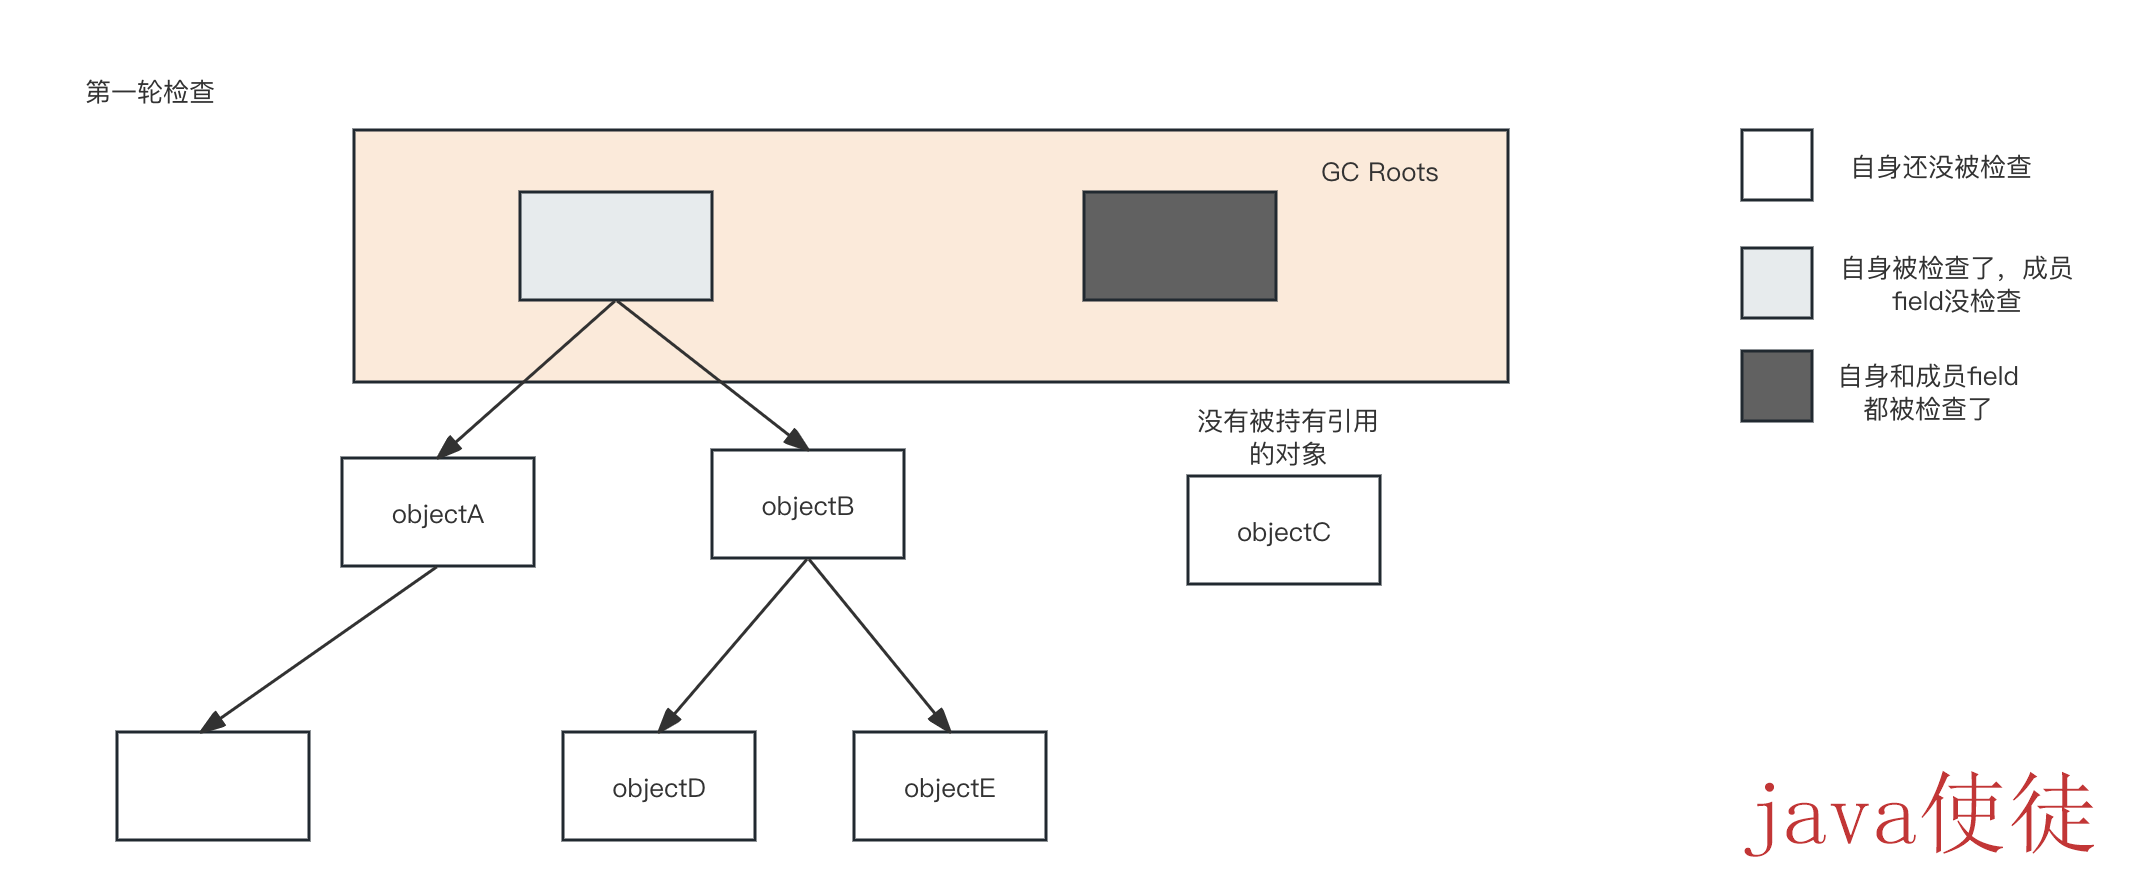 第一轮检查
GC Roots
自身还没被检查
自身被检查了，成员
field没检查
自身和成员field
都被检查了
没有被持有引用
的对象
objectA
objectB
objectC
objectD
objectE
java使徒